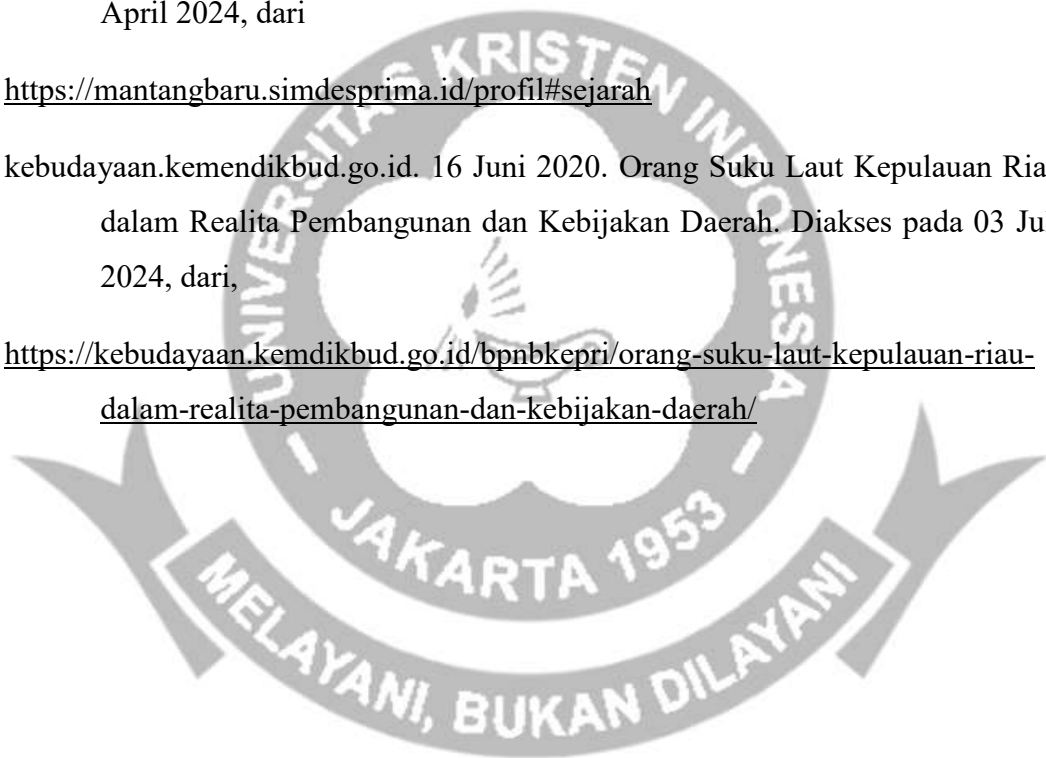 April 2024, dari
https://mantangbaru.simdesprima.id/profil#sejarah
kebudayaan.kemendikbud.go.id. 16 Juni 2020. Orang Suku Laut Kepulauan Ria
dalam Realita Pembangunan dan Kebijakan Daerah. Diakses pada 03 Ju
2024, dari,
https://kebudayaan.kemdikbud.go.id/bpnbkepri/orang-suku-laut-kepulauan-riau-
dalam-realita-pembangunan-dan-kebijakan-daerah/
UNIVERSITAS KRISTEN INDONESIA
- JAKARTA 1953 -
MELAYANI, BUKAN DILAYANI